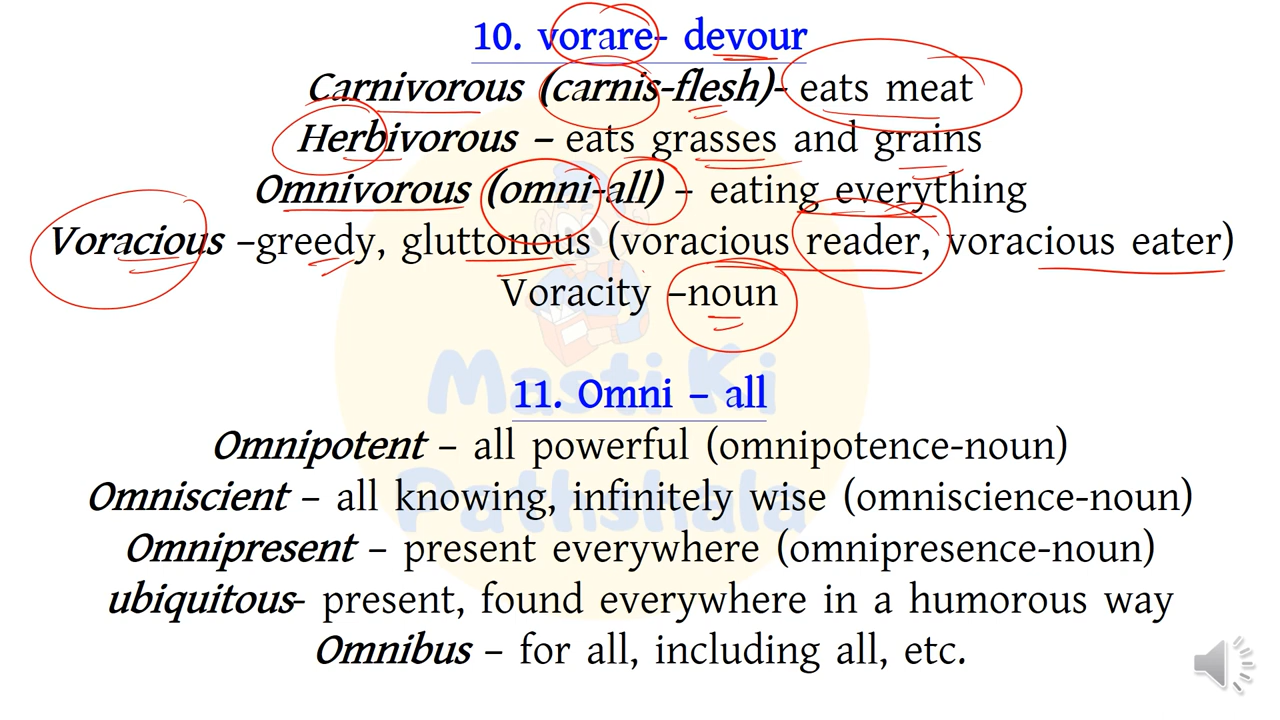 10. vorare- devour
Carnivorous (carnis-flesh)- eats meat
Herbivorous – eats grasses and grains
Omnivorous (omni-all) – eating everything
Voracious –greedy, gluttonous (voracious reader, voracious eater)
Voracity –noun
Masti Ki
11. Omni – all
Omnipotent – all powerful (omnipotence-noun)
Pathshala
Omniscient – all knowing, infinitely wise (omniscience-noun)
Omnipresent – present everywhere (omnipresence-noun)
ubiquitous- present, found everywhere in a humorous way
Omnibus – for all, including all, etc.